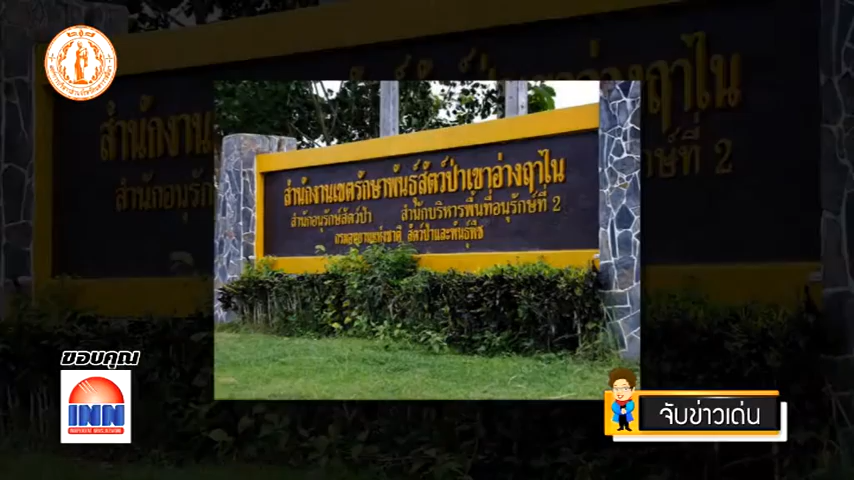 สำนักงานเขตรักษาพันธุ์สัตว์ป่าเขาอ่างฤาไน
สำนักอนุรักษ์สัตว์ป่า สำนักบริหารพื้นที่อนุรักษ์ที่ 2
กรมอุทยานแห่งชาติ สัตว์ป่าและพันธุ์พืช
ขอบคุณ
INN
จับข่าวเด่น